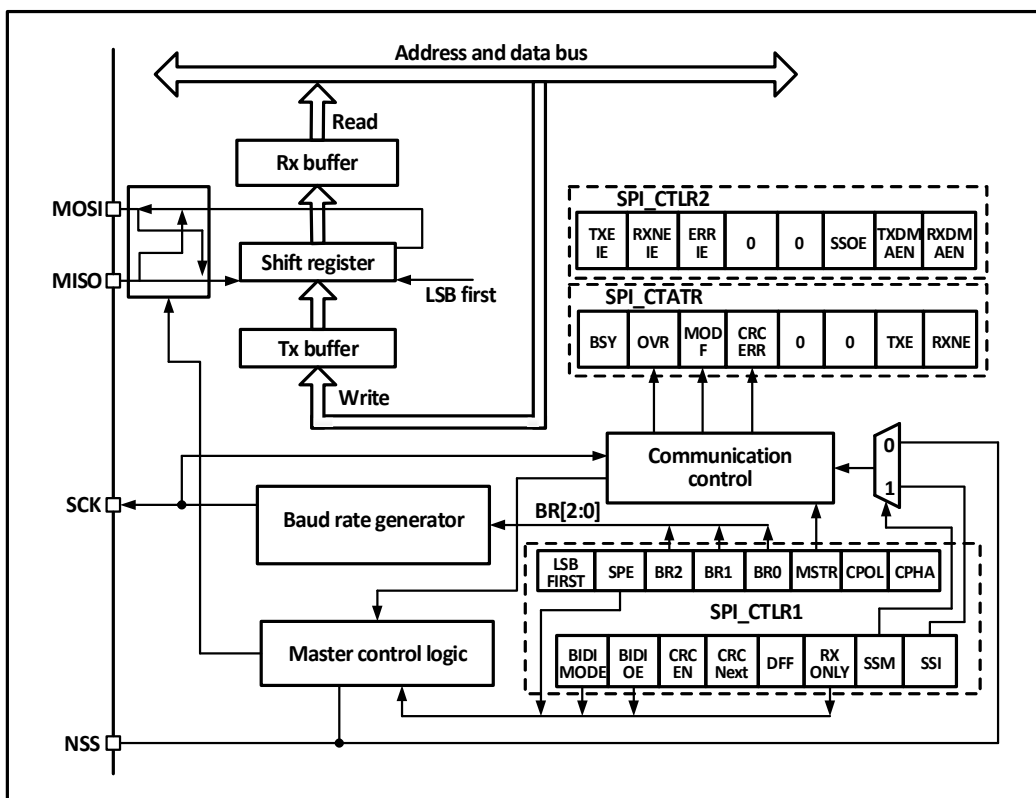 Address and data bus
Read
Rx buffer
MOSI
SPI_CTLR2
TXE
IE
RXNE
IE
ERR
IE
0
0
SSOE
TXDM
AEN
RXDM
AEN
Shift register
MISO
LSB first
SPI_CTATR
BSY
OVR
MOD
F
CRC
ERR
0
0
TXE
RXNE
Tx buffer
Write
Communication
control
0
1
SCK
Baud rate generator
BR[2:0]
LSB
FIRST
SPE
BR2
BR1
BR0
MSTR
CPOL
CPHA
SPI_CTLR1
Master control logic
BIDI
MODE
BIDI
OE
CRC
EN
CRC
Next
DFF
RX
ONLY
SSM
SSI
NSS